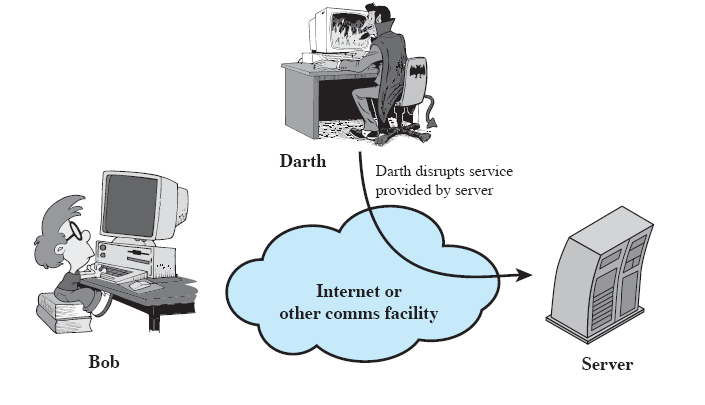 Darth
Darth disrupts service
provided by server
Internet or
other comms facility
Bob
Server